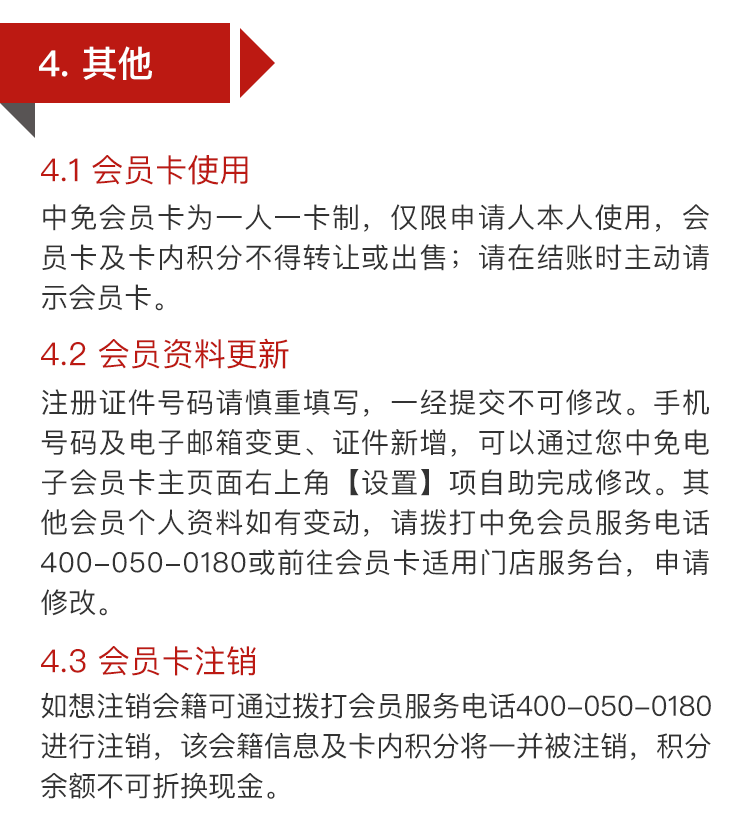 4. 其他
4.1 会员卡使用
中免会员卡为一人一卡制，仅限申请人本人使用，会
员卡及卡内积分不得转让或出售；请在结账时主动请
示会员卡。
4.2 会员资料更新
注册证件号码请慎重填写，一经提交不可修改。手机
号码及电子邮箱变更、证件新增，可以通过您中免电
子会员卡主页面右上角【设置】项自助完成修改。其
他会员个人资料如有变动，请拨打中免会员服务电话
400-050-0180或前往会员卡适用门店服务台，申请
修改。
4.3 会员卡注销
如想注销会籍可通过拨打会员服务电话400-050-0180
进行注销，该会籍信息及卡内积分将一并被注销，积分
余额不可折换现金。